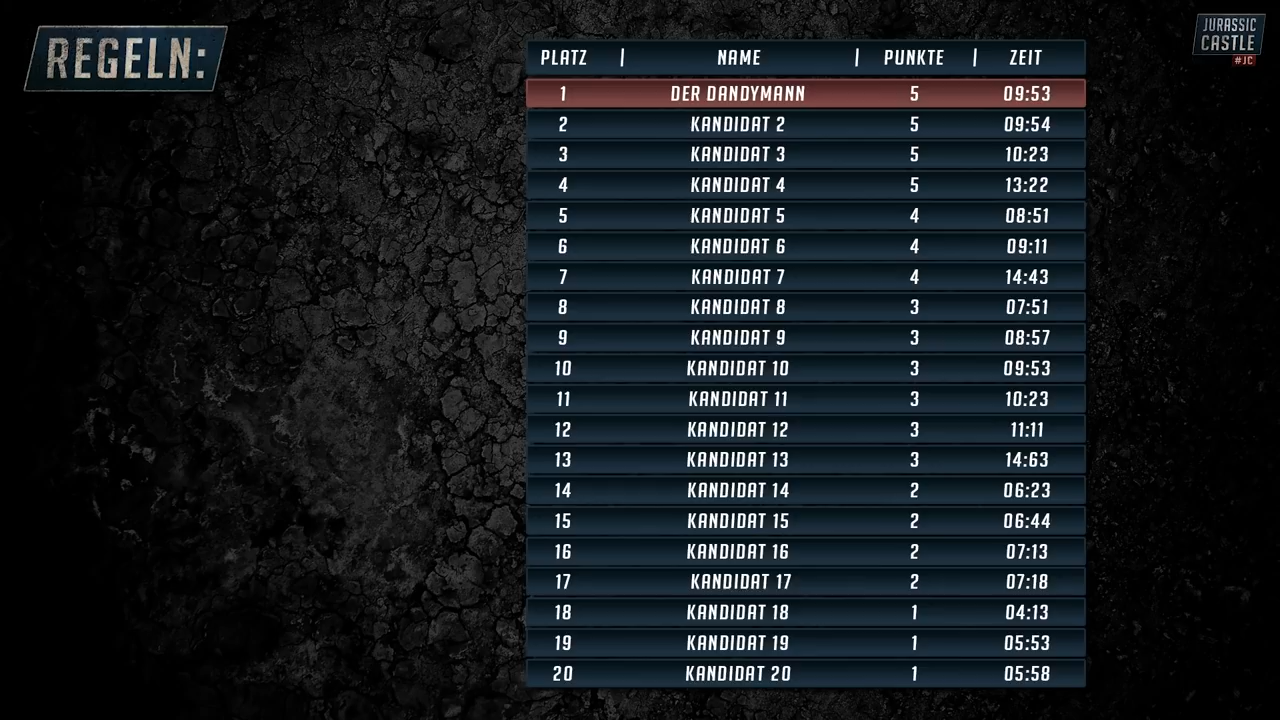 REGELN:
JURASSIC
CASTLE
#JC
PLATZ | NAME | PUNKTE | ZEIT
1 DER DANDYMANN 5 09:53
2 KANDIDAT 2 5 09:54
3 KANDIDAT 3 5 10:23
4 KANDIDAT 4 5 13:22
5 KANDIDAT 5 4 08:51
6 KANDIDAT 6 4 09:11
7 KANDIDAT 7 4 14:43
8 KANDIDAT 8 3 07:51
9 KANDIDAT 9 3 08:57
10 KANDIDAT 10 3 09:53
11 KANDIDAT 11 3 10:23
12 KANDIDAT 12 3 11:11
13 KANDIDAT 13 3 14:63
14 KANDIDAT 14 2 06:23
15 KANDIDAT 15 2 06:44
16 KANDIDAT 16 2 07:13
17 KANDIDAT 17 2 07:18
18 KANDIDAT 18 1 04:13
19 KANDIDAT 19 1 05:53
20 KANDIDAT 20 1 05:58